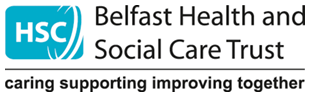 HSC
Belfast Health and
Social Care Trust
caring supporting improving together